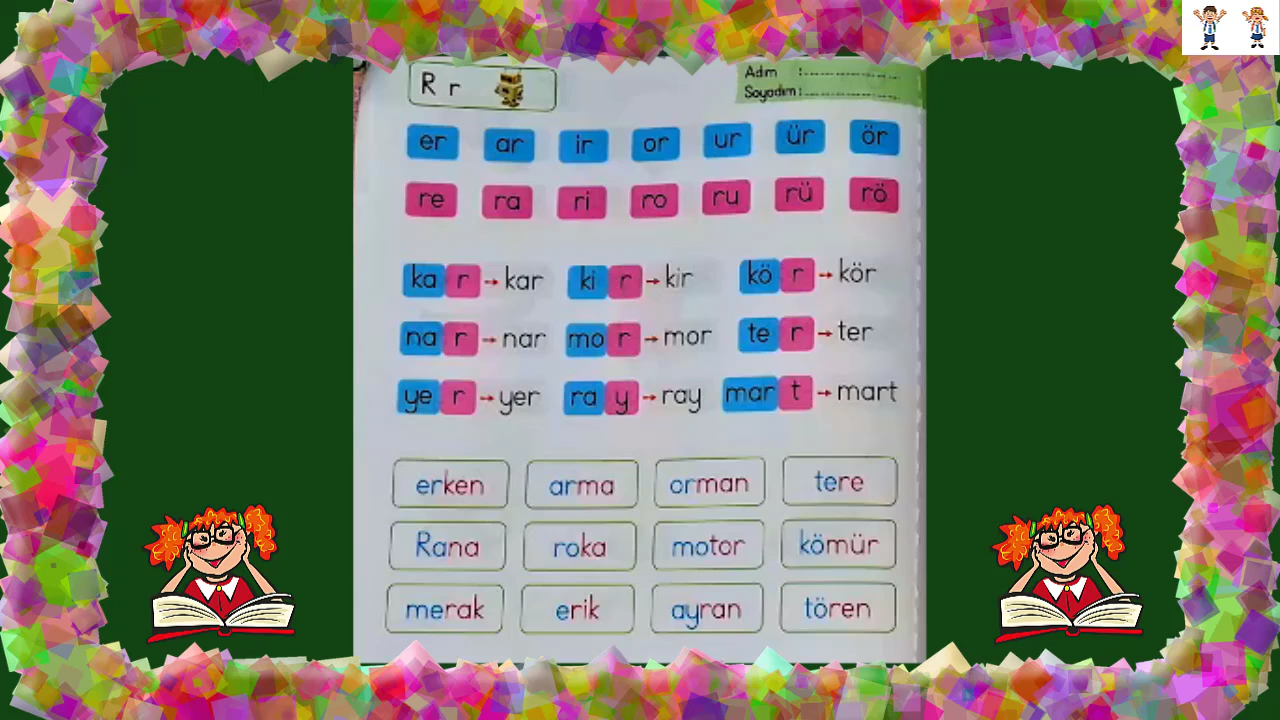 R r
Adım :....................
Soyadım:....................
er ar ir or ur ür ör
re ra ri ro ru rü rö
ka r → kar ki r → kir kö r → kör
na r → nar mo r → mor te r → ter
ye r → yer ra y → ray mar t → mart
erken arma orman tere
Rana roka motor kömür
merak erik ayran tören